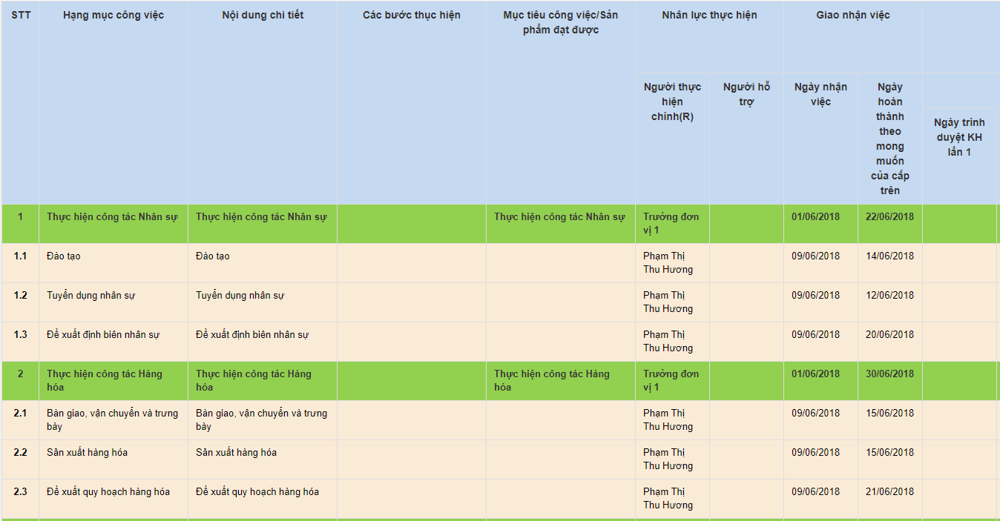 STT
Hạng mục công việc
Nội dung chi tiết
Các bước thực hiện
Mục tiêu công việc/Sản
phẩm đạt được
Nhân lực thực hiện
Giao nhận việc
Người thực
hiện
chính(R)
Người hỗ
trợ
Ngày nhận
việc
Ngày
hoàn
thành
theo
mong
muốn
của cấp
trên
Ngày trình
duyệt KH
lần 1
1
Thực hiện công tác Nhân sự
Thực hiện công tác Nhân sự
Thực hiện công tác Nhân sự
Trưởng đơn
vị 1
01/06/2018
22/06/2018
1.1
Đào tạo
Đào tạo
Phạm Thị
Thu Hương
09/06/2018
14/06/2018
1.2
Tuyển dụng nhân sự
Tuyển dụng nhân sự
Phạm Thị
Thu Hương
09/06/2018
12/06/2018
1.3
Đề xuất định biên nhân sự
Đề xuất định biên nhân sự
Phạm Thị
Thu Hương
09/06/2018
20/06/2018
2
Thực hiện công tác Hàng
hóa
Thực hiện công tác Hàng
hóa
Thực hiện công tác Hàng
hóa
Trưởng đơn
vị 1
01/06/2018
30/06/2018
2.1
Bàn giao, vận chuyển và trưng
bày
Bàn giao, vận chuyển và trưng
bày
Phạm Thị
Thu Hương
09/06/2018
15/06/2018
2.2
Sản xuất hàng hóa
Sản xuất hàng hóa
Phạm Thị
Thu Hương
09/06/2018
15/06/2018
2.3
Đề xuất quy hoạch hàng hóa
Đề xuất quy hoạch hàng hóa
Phạm Thị
Thu Hương
09/06/2018
21/06/2018